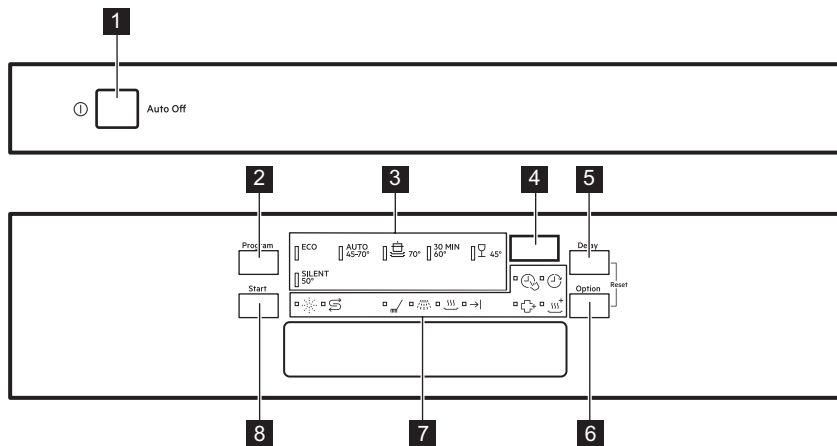 1
Auto Off
2
3
4
5
Program
ECO
AUTO
45-70°
70°
30 MIN
60°
45°
Delay
SILENT
50°
Start
Option
Reset
8
7
6